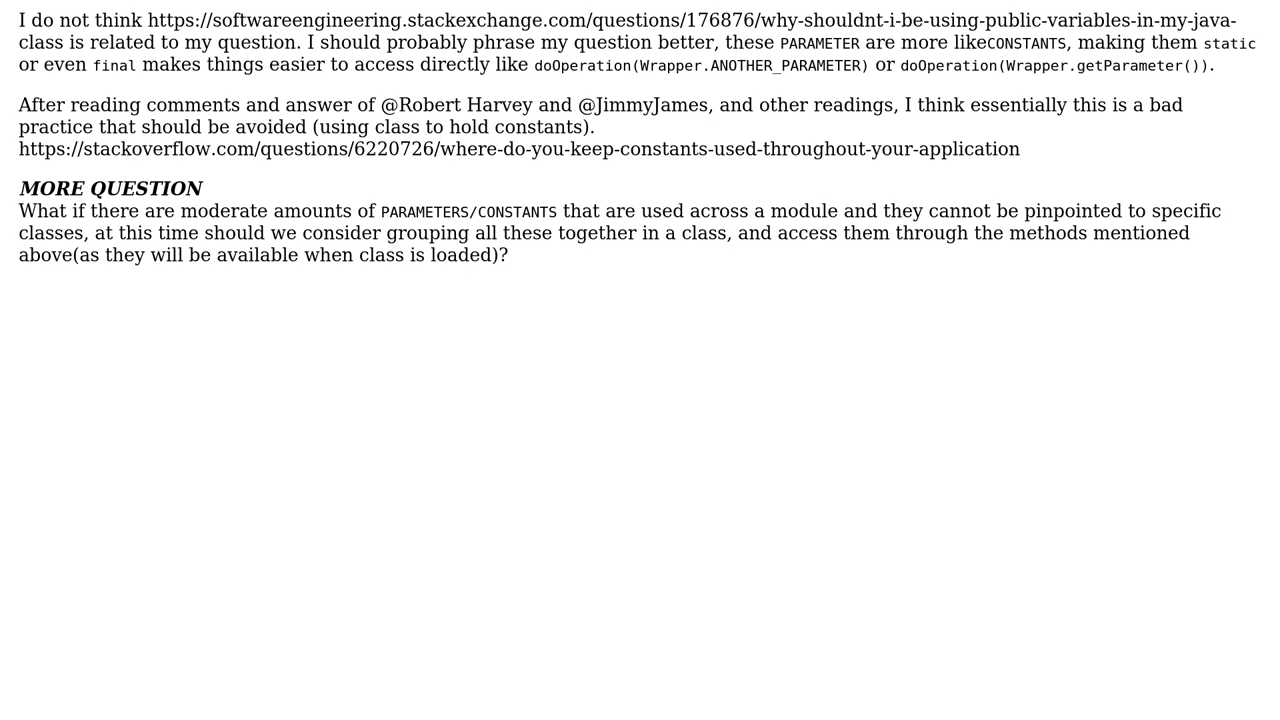 I do not think https://softwareengineering.stackexchange.com/questions/176876/why-shouldnt-i-be-using-public-variables-in-my-java-
class is related to my question. I should probably phrase my question better, these PARAMETER are more likeCONSTANTS, making them static
or even final makes things easier to access directly like doOperation(Wrapper.ANOTHER_PARAMETER) or doOperation(Wrapper.getParameter()).
After reading comments and answer of @Robert Harvey and @JimmyJames, and other readings, I think essentially this is a bad
practice that should be avoided (using class to hold constants).
https://stackoverflow.com/questions/6220726/where-do-you-keep-constants-used-throughout-your-application
MORE QUESTION
What if there are moderate amounts of PARAMETERS/CONSTANTS that are used across a module and they cannot be pinpointed to specific
classes, at this time should we consider grouping all these together in a class, and access them through the methods mentioned
above(as they will be available when class is loaded)?